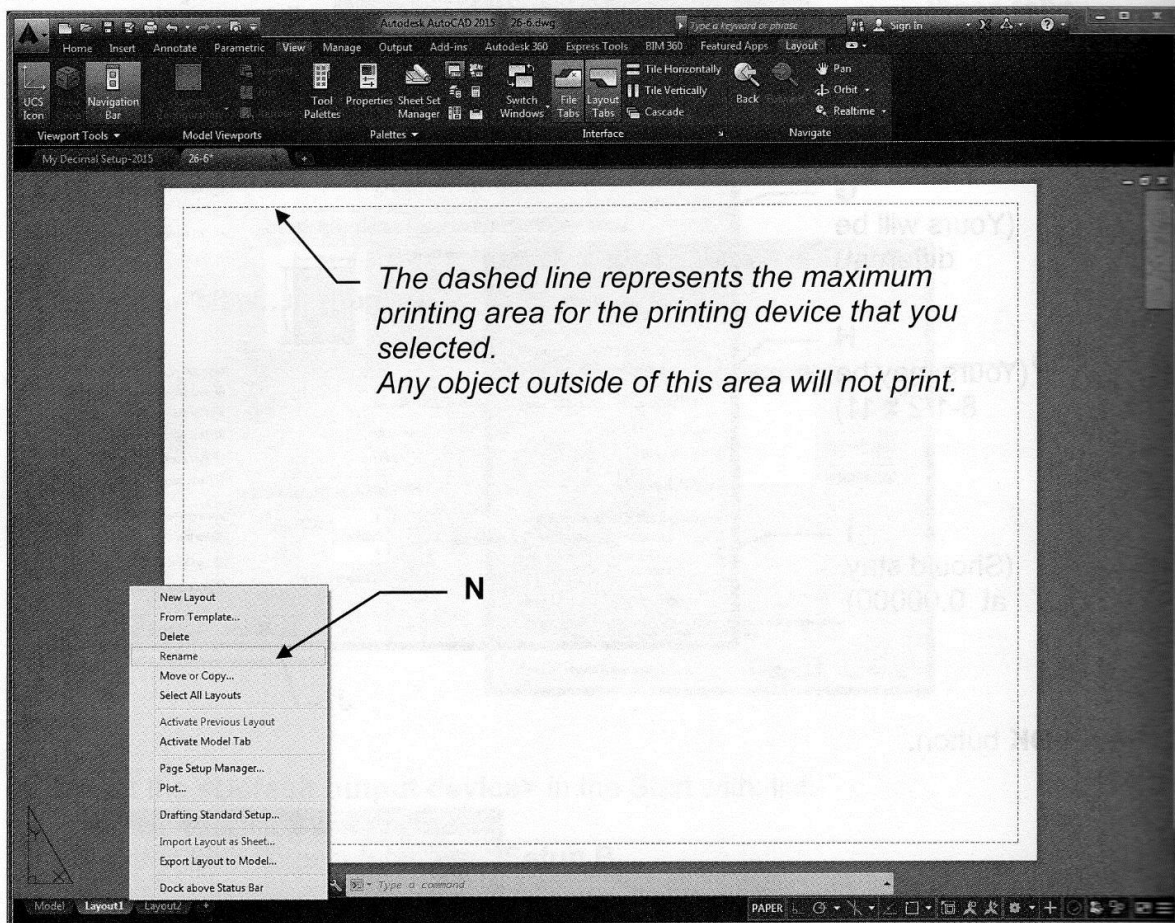 Autodesk AutoCAD 2015 26-6.dwg
Type a keyword or phrase
Sign In
Home Insert Annotate Parametric View Manage Output Add-ins Autodesk 360 Express Tools BIM 360 Featured Apps Layout
UCS
Icon
Navigation
Bar
Tool
Palettes
Properties
Sheet Set
Manager
Switch
Windows
File
Tabs
Layout
Tabs
Tile Horizontally
Tile Vertically
Cascade
Back
Pan
Orbit
Realtime
Viewport Tools
Model Viewports
Palettes
Interface
Navigate
My Decimal Setup-2015 26-6*
The dashed line represents the maximum
printing area for the printing device that you
selected.
Any object outside of this area will not print.
N
New Layout
From Template...
Delete
Rename
Move or Copy...
Select All Layouts
Activate Previous Layout
Activate Model Tab
Page Setup Manager...
Plot...
Drafting Standard Setup...
Import Layout as Sheet...
Export Layout to Model...
Dock above Status Bar
Type a command
Model Layout1 Layout2 +
PAPER